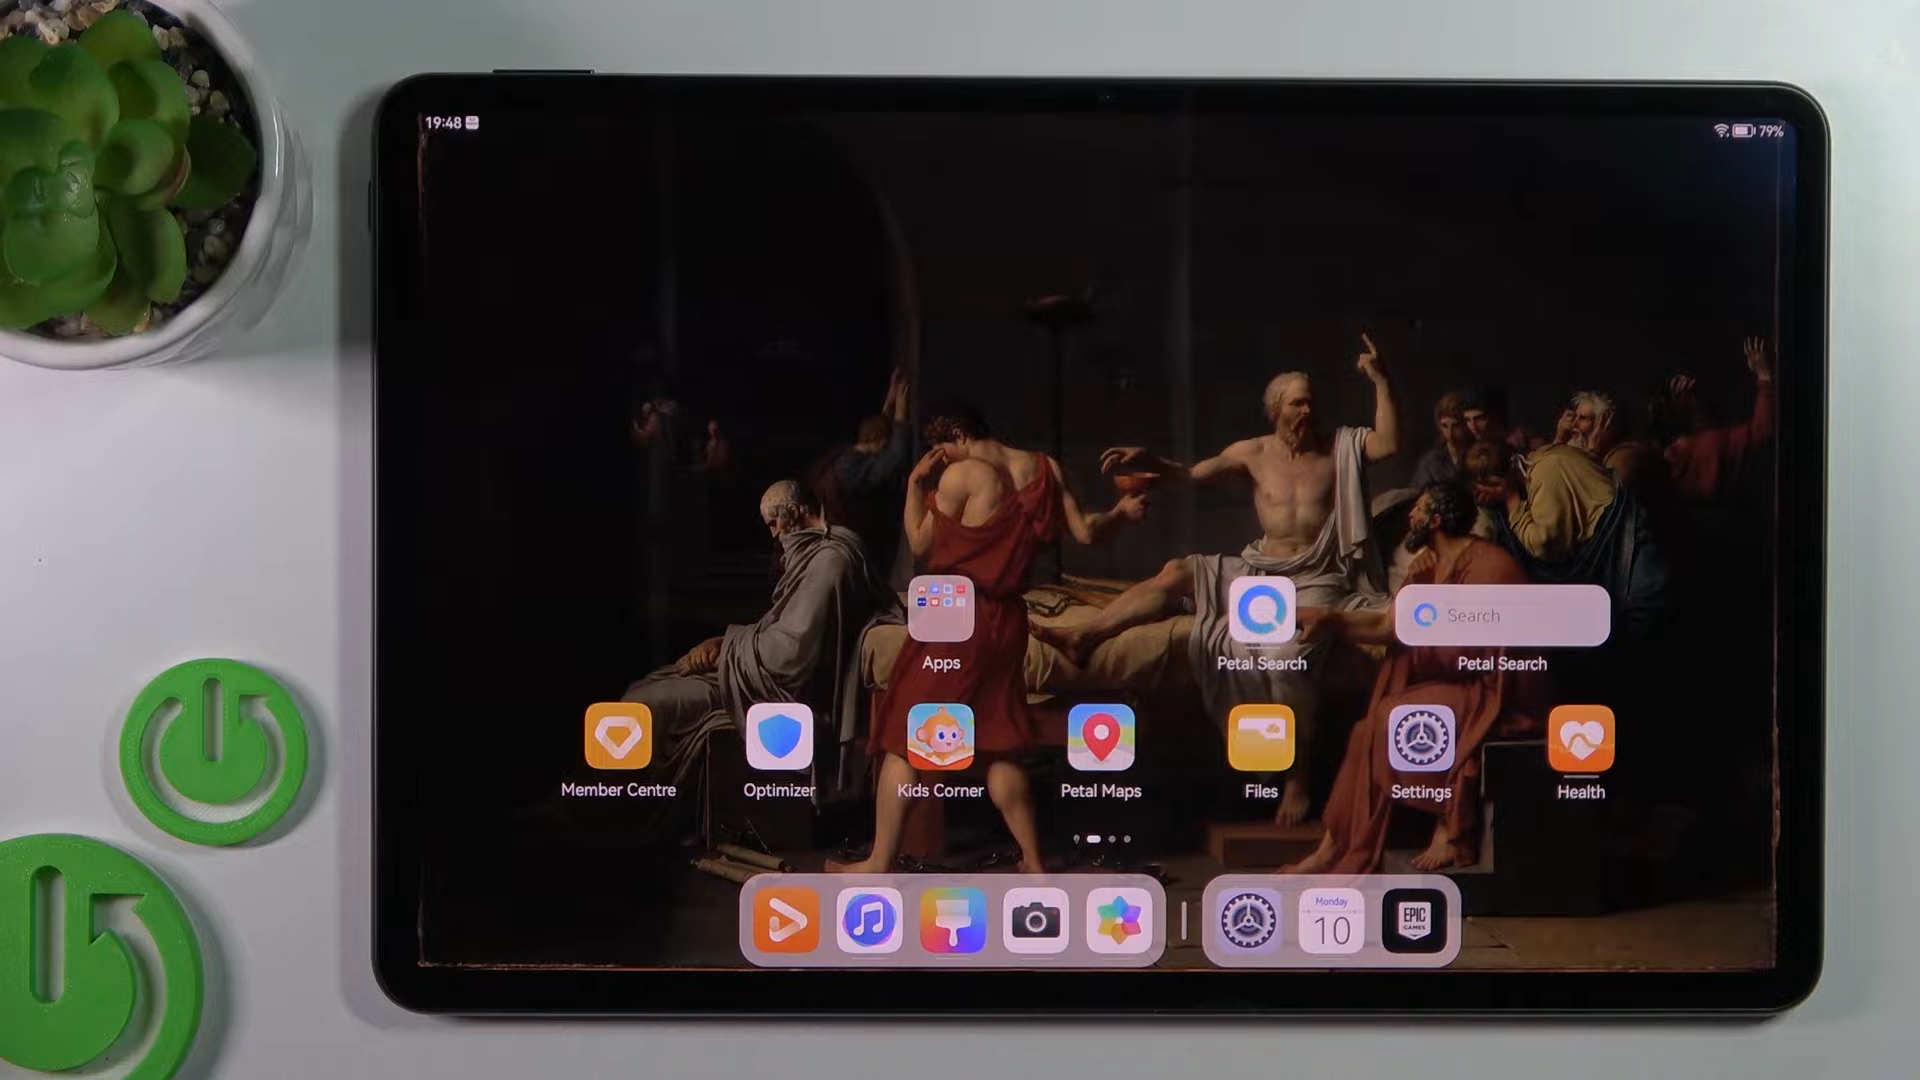 19:48
79%
Search
Apps
Petal Search
Petal Search
Member Centre
Optimizer
Kids Corner
Petal Maps
Files
Settings
Health
Monday
10
EPIC
GAMES